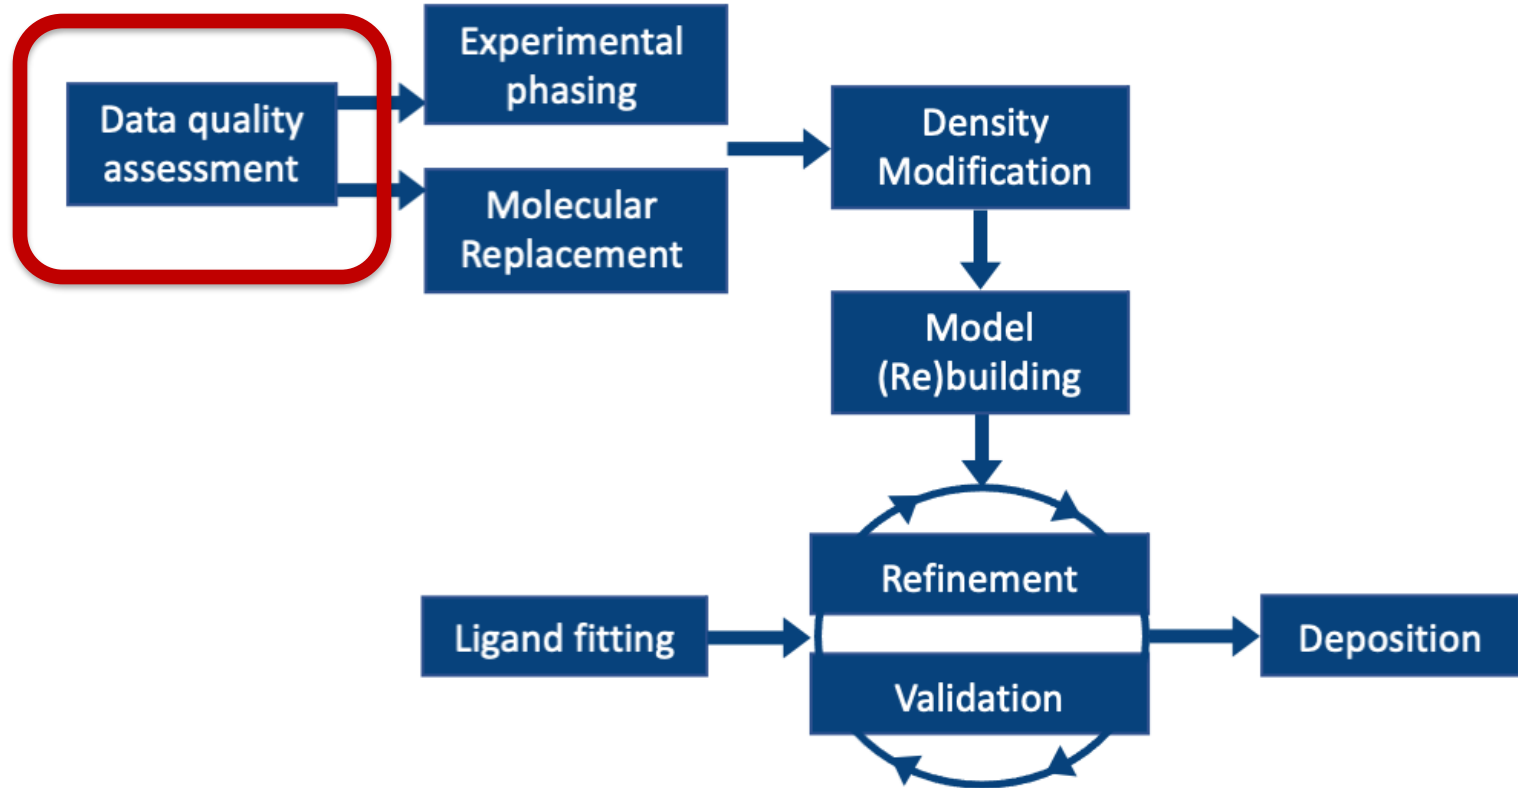 Data quality
assessment
Experimental
phasing
Molecular
Replacement
Density
Modification
Model
(Re)building
Refinement
Validation
Ligand fitting
Deposition